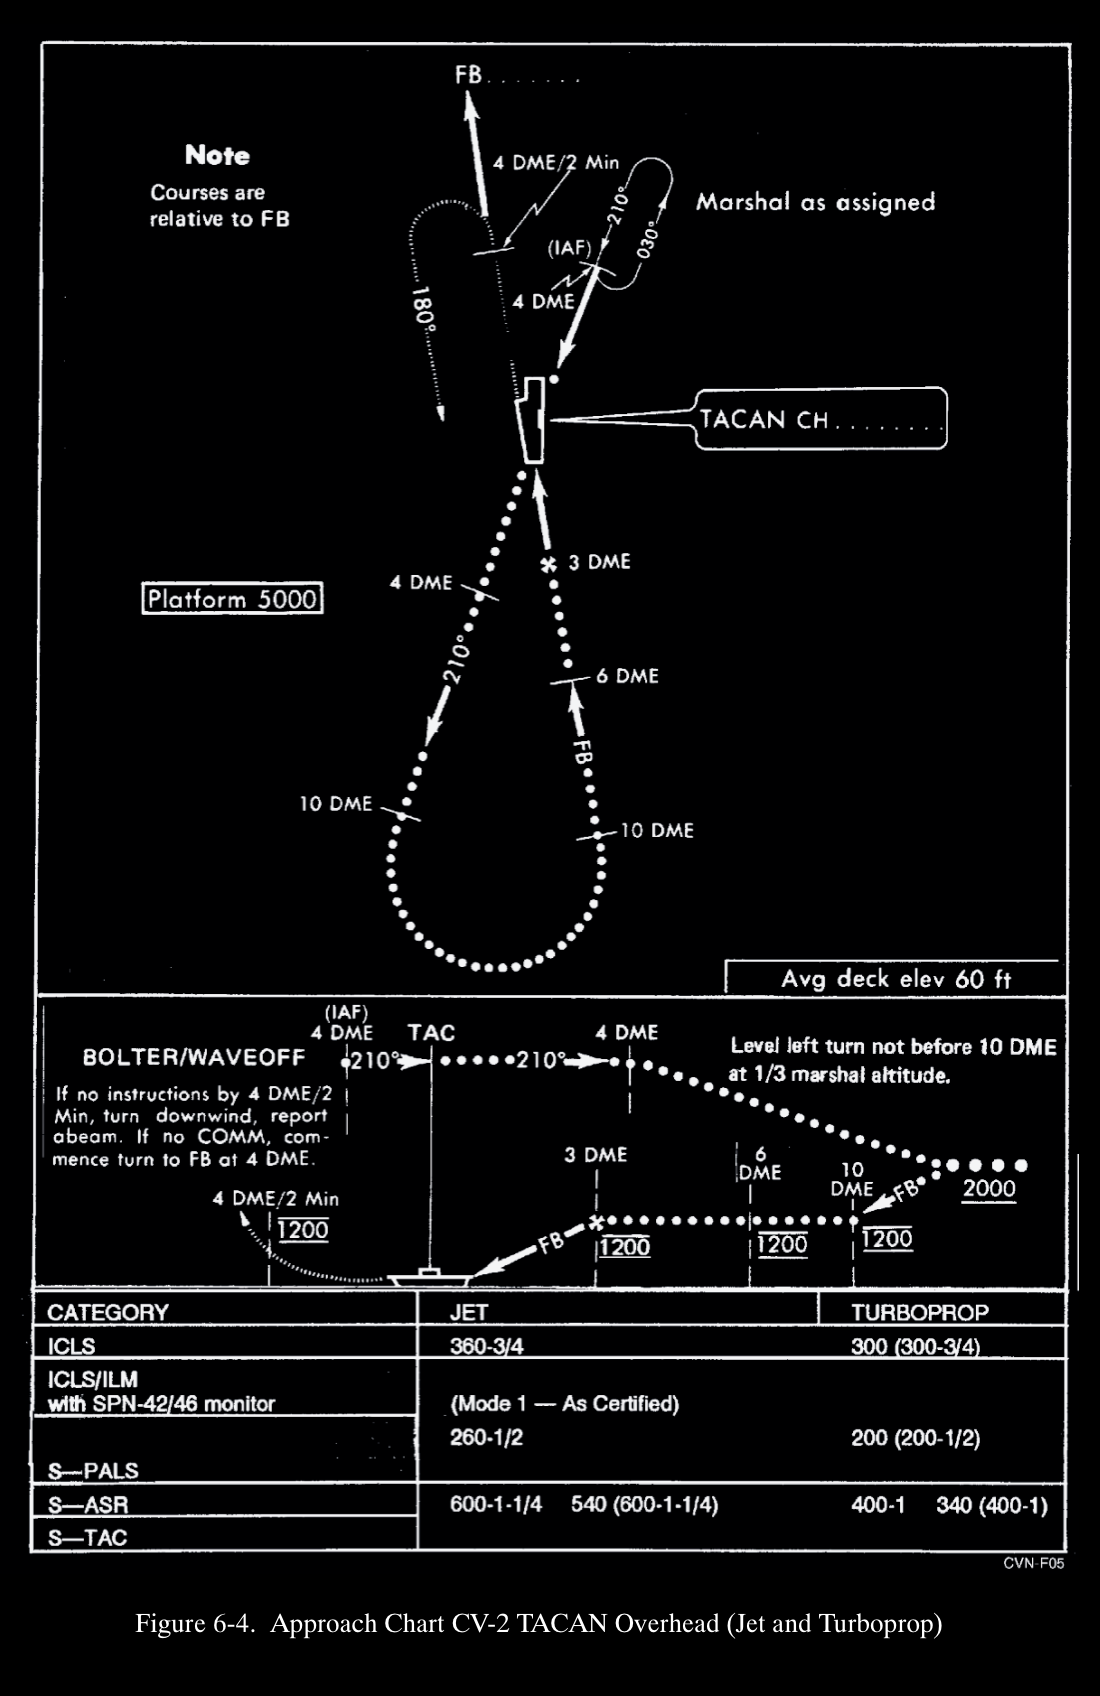 FB........
Note
Courses are
relative to FB
4 DME/2 Min
210°
030°
Marshal as assigned
(IAF)
4 DME
180°
TACAN CH........
3 DME
4 DME
Platform 5000
210°
6 DME
FB
10 DME
10 DME
Avg deck elev 60 ft
(IAF)
4 DME
TAC
4 DME
BOLTER/WAVEOFF
210°
210°
Level left turn not before 10 DME
at 1/3 marshal altitude.
If no instructions by 4 DME/2
Min, turn downwind, report
abeam. If no COMM, com-
mence turn to FB at 4 DME.
3 DME
6
DME
10
DME
FB
2000
4 DME/2 Min
1200
FB
1200
1200
1200
CATEGORY JET TURBOPROP
ICLS 360-3/4 300 (300-3/4)
ICLS/ILM
with SPN-42/46 monitor (Mode 1 — As Certified)
260-1/2 200 (200-1/2)
S—PALS
S—ASR 600-1-1/4 540 (600-1-1/4) 400-1 340 (400-1)
S—TAC
CVN-F05
Figure 6-4. Approach Chart CV-2 TACAN Overhead (Jet and Turboprop)